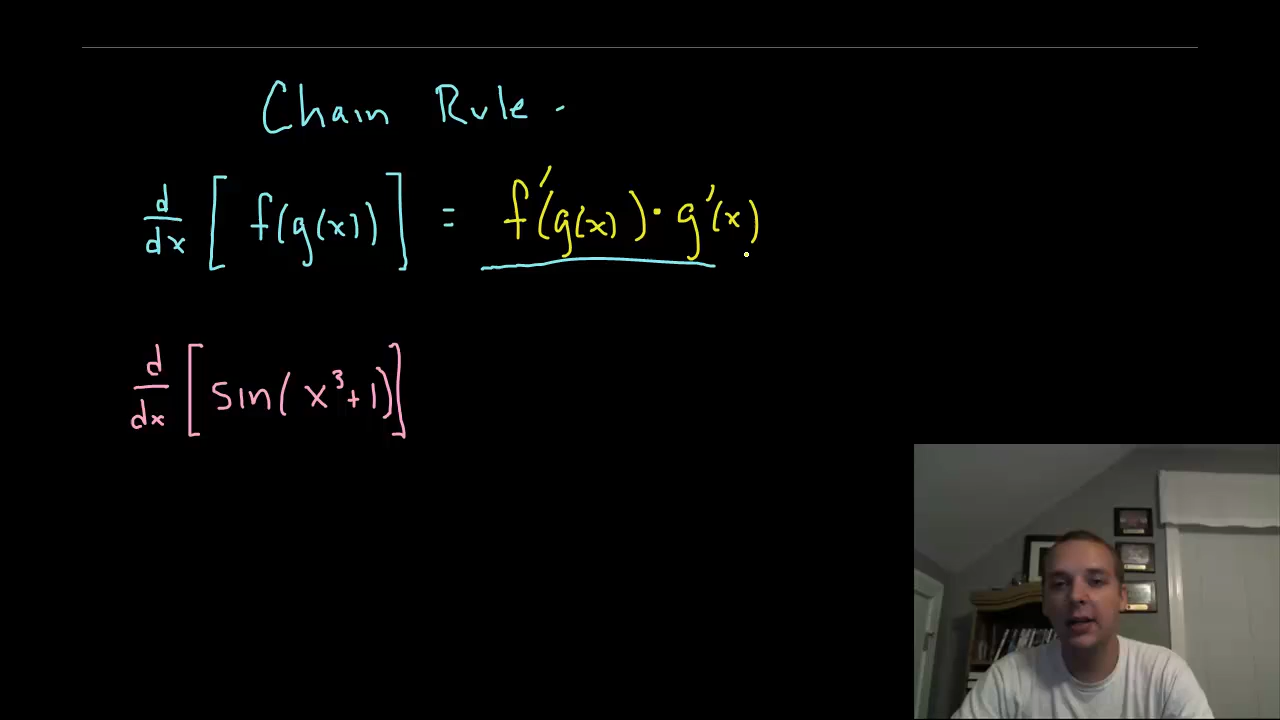 Chain Rule -
d/dx [ f(g(x)) ] = f'(g(x)) · g'(x)
d/dx [ sin( x³+1) ]